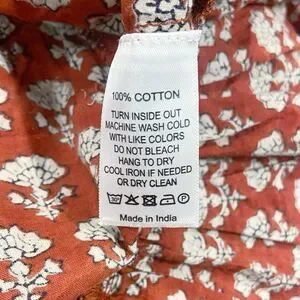 100% COTTON
TURN INSIDE OUT
MACHINE WASH COLD
WITH LIKE COLORS
DO NOT BLEACH
HANG TO DRY
COOL IRON IF NEEDED
OR DRY CLEAN
30 P
Made in India